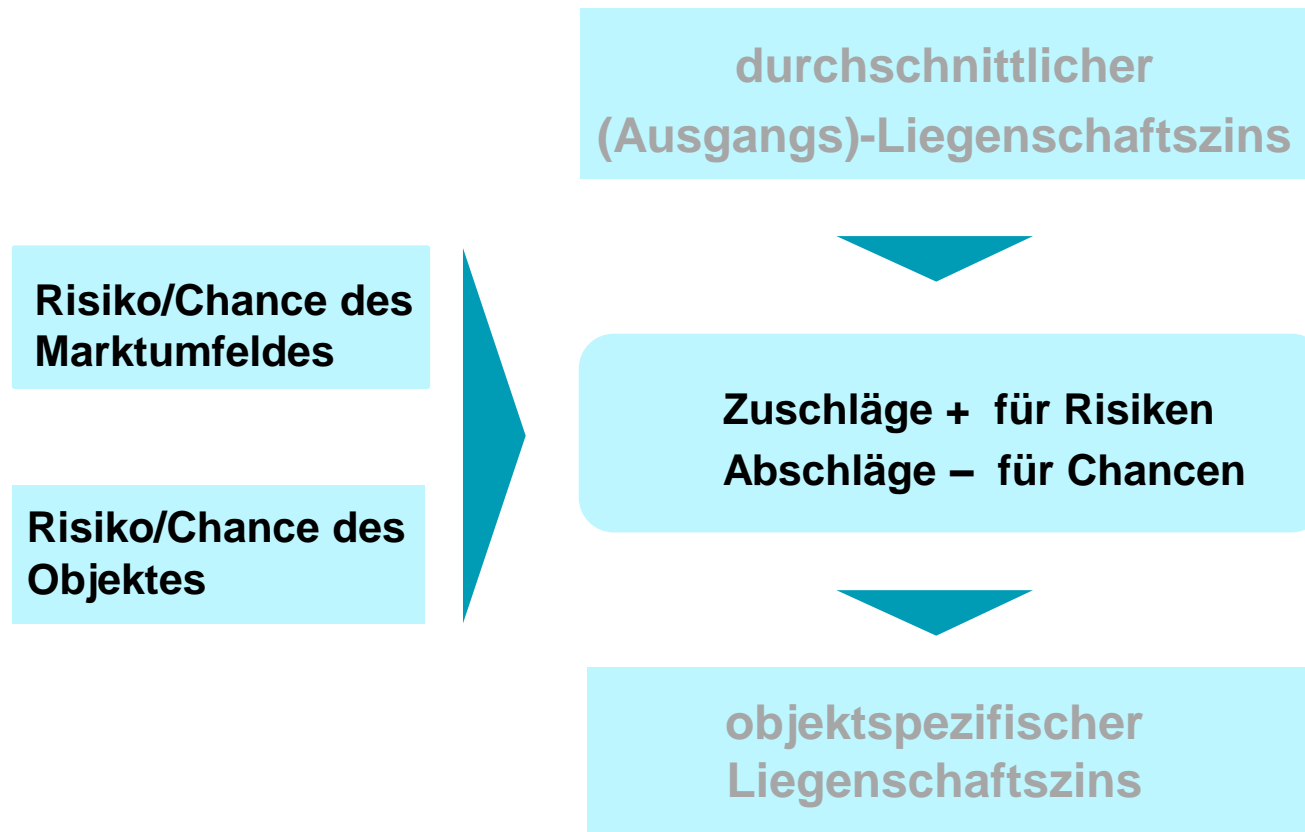 durchschnittlicher
(Ausgangs)-Liegenschaftszins
Risiko/Chance des
Marktumfeldes
Zuschläge + für Risiken
Abschläge – für Chancen
Risiko/Chance des
Objektes
objektspezifischer
Liegenschaftszins